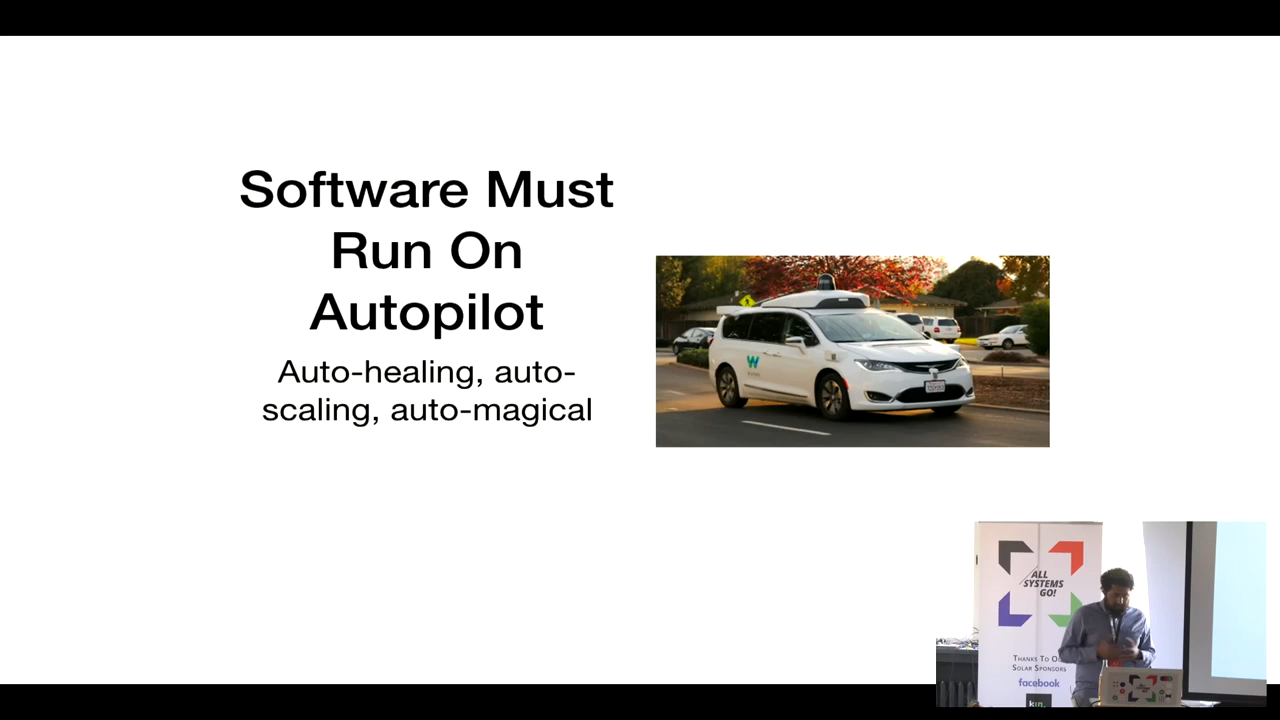 Software Must
Run On
Autopilot
Auto-healing, auto-
scaling, auto-magical
ALL
SYSTEMS
GO!
THANKS TO
SOLAR SPONSORS
facebook